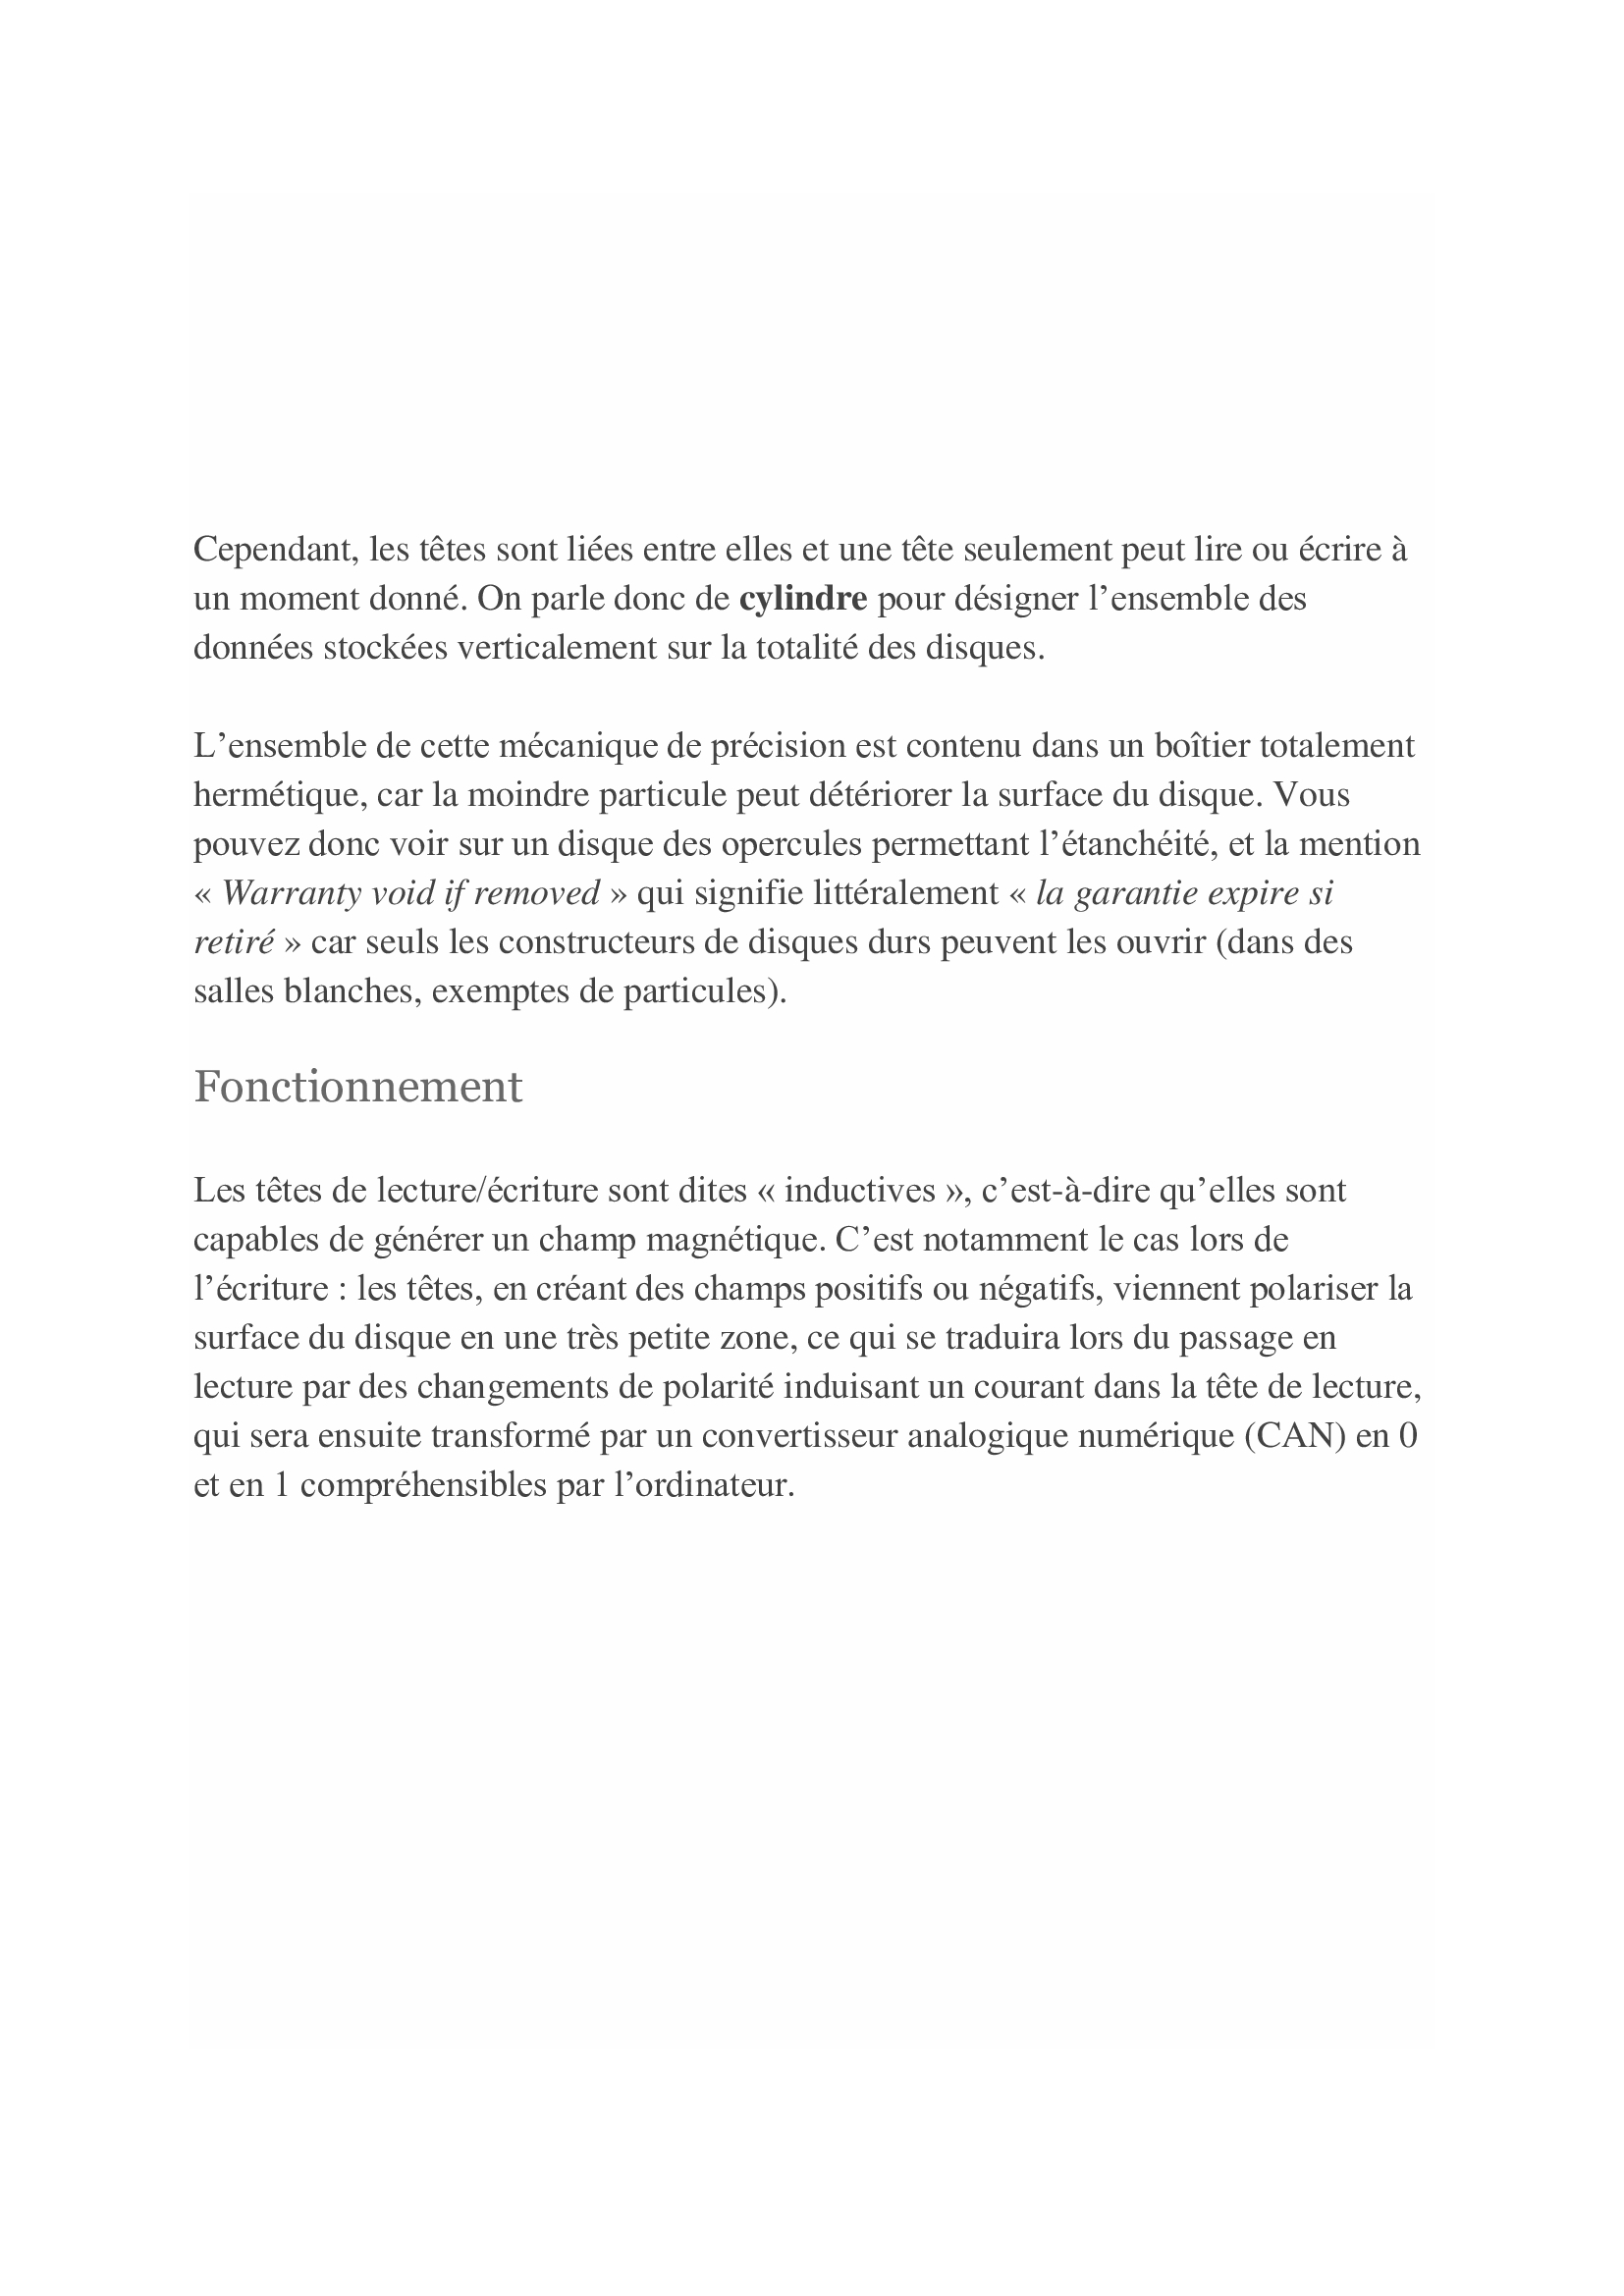 Cependant, les têtes sont liées entre elles et une tête seulement peut lire ou écrire à
un moment donné. On parle donc de cylindre pour désigner l’ensemble des
données stockées verticalement sur la totalité des disques.
L’ensemble de cette mécanique de précision est contenu dans un boîtier totalement
hermétique, car la moindre particule peut détériorer la surface du disque. Vous
pouvez donc voir sur un disque des opercules permettant l’étanchéité, et la mention
« Warranty void if removed » qui signifie littéralement « la garantie expire si
retiré » car seuls les constructeurs de disques durs peuvent les ouvrir (dans des
salles blanches, exemptes de particules).
Fonctionnement
Les têtes de lecture/écriture sont dites « inductives », c’est-à-dire qu’elles sont
capables de générer un champ magnétique. C’est notamment le cas lors de
l’écriture : les têtes, en créant des champs positifs ou négatifs, viennent polariser la
surface du disque en une très petite zone, ce qui se traduira lors du passage en
lecture par des changements de polarité induisant un courant dans la tête de lecture,
qui sera ensuite transformé par un convertisseur analogique numérique (CAN) en 0
et en 1 compréhensibles par l’ordinateur.